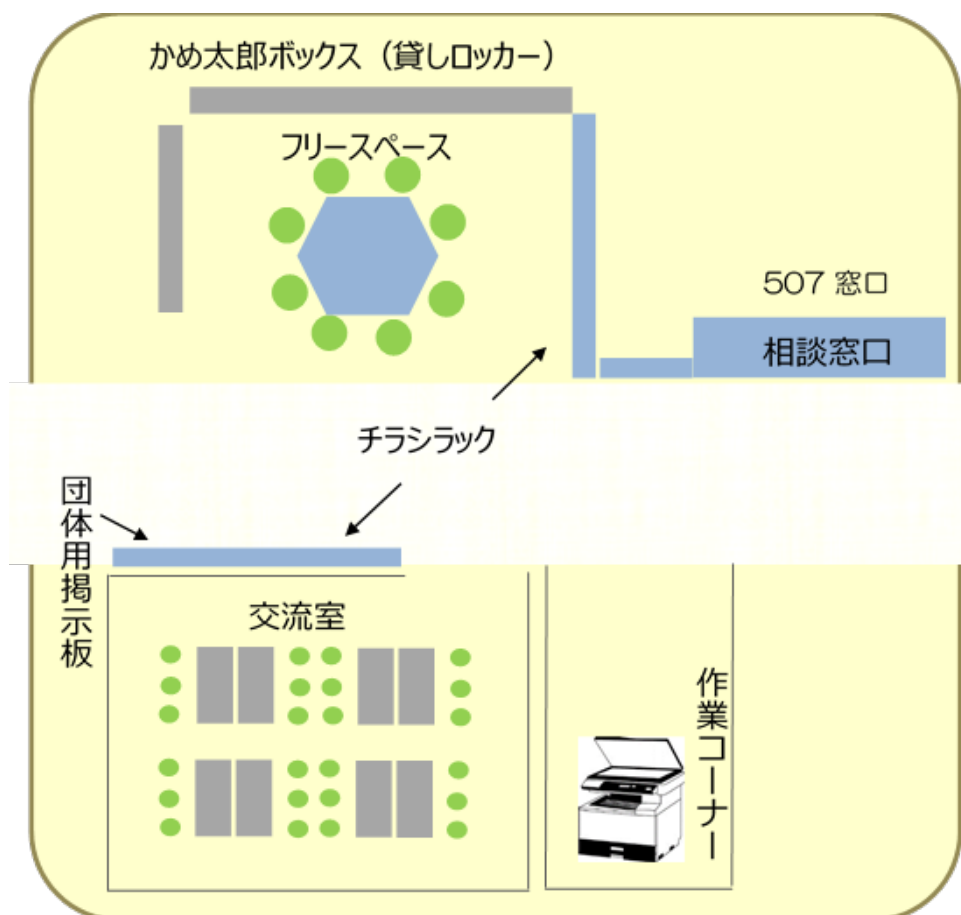 かめ太郎ボックス（貸しロッカー）
フリースペース
507 窓口
相談窓口
チラシラック
団体用掲示板
交流室
作業コーナー